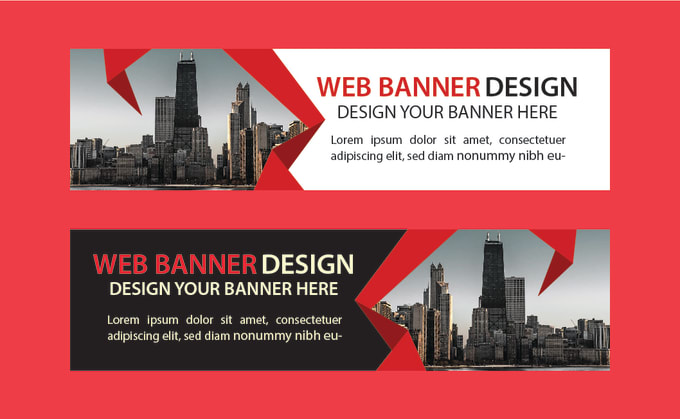 WEB BANNER DESIGN
DESIGN YOUR BANNER HERE
Lorem ipsum dolor sit amet, consectetuer
adipiscing elit, sed diam nonummy nibh eu-
WEB BANNER DESIGN
DESIGN YOUR BANNER HERE
Lorem ipsum dolor sit amet, consectetuer
adipiscing elit, sed diam nonummy nibh eu-